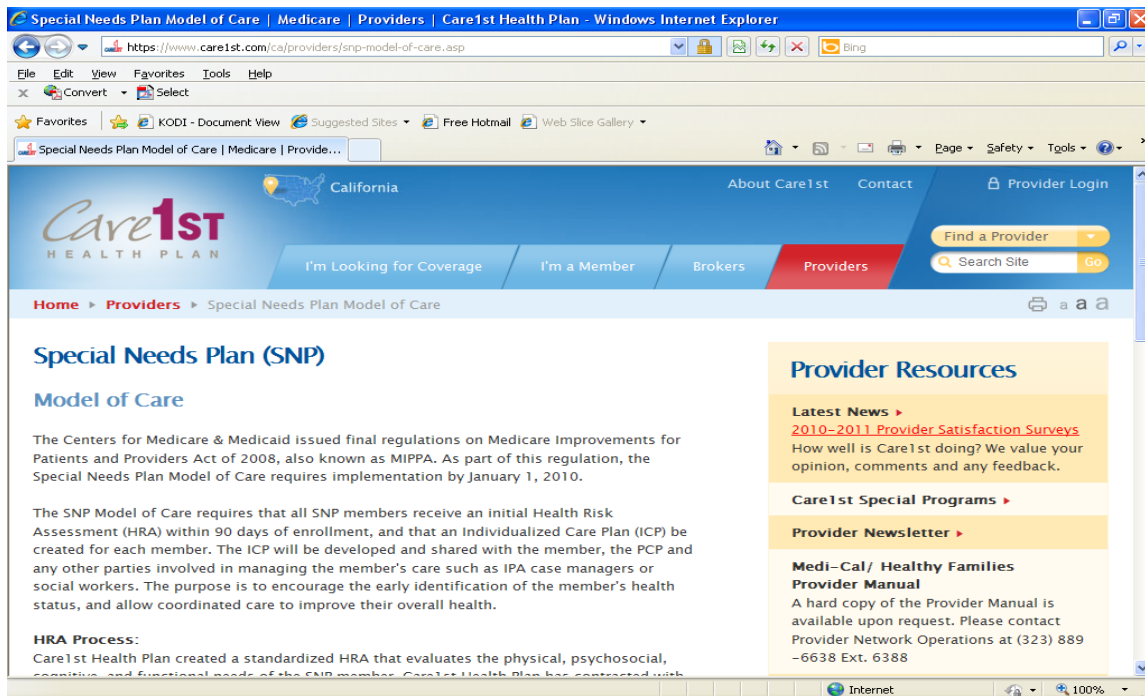 Special Needs Plan Model of Care | Medicare | Providers | Care1st Health Plan - Windows Internet Explorer
https://www.care1st.com/ca/providers/snp-model-of-care.asp
Bing
File Edit View Favorites Tools Help
x Convert Select
Favorites KODI - Document View Suggested Sites Free Hotmail Web Slice Gallery
Special Needs Plan Model of Care | Medicare | Provide...
Page Safety Tools
California
About Care1st Contact Provider Login
Care1ST
HEALTH PLAN
Find a Provider
Search Site Go
I'm Looking for Coverage I'm a Member Brokers Providers
Home Providers Special Needs Plan Model of Care
a a a
Special Needs Plan (SNP)
Model of Care
The Centers for Medicare & Medicaid issued final regulations on Medicare Improvements for
Patients and Providers Act of 2008, also known as MIPPA. As part of this regulation, the
Special Needs Plan Model of Care requires implementation by January 1, 2010.
The SNP Model of Care requires that all SNP members receive an initial Health Risk
Assessment (HRA) within 90 days of enrollment, and that an Individualized Care Plan (ICP) be
created for each member. The ICP will be developed and shared with the member, the PCP and
any other parties involved in managing the member's care such as IPA case managers or
social workers. The purpose is to encourage the early identification of the member's health
status, and allow coordinated care to improve their overall health.
HRA Process:
Care1st Health Plan created a standardized HRA that evaluates the physical, psychosocial,
cognitive, and functional needs of the SNP member. Care1st Health Plan has contracted with
Provider Resources
Latest News
2010-2011 Provider Satisfaction Surveys
How well is Care1st doing? We value your
opinion, comments and any feedback.
Care1st Special Programs
Provider Newsletter
Medi-Cal/ Healthy Families
Provider Manual
A hard copy of the Provider Manual is
available upon request. Please contact
Provider Network Operations at (323) 889
-6638 Ext. 6388
Internet 100%